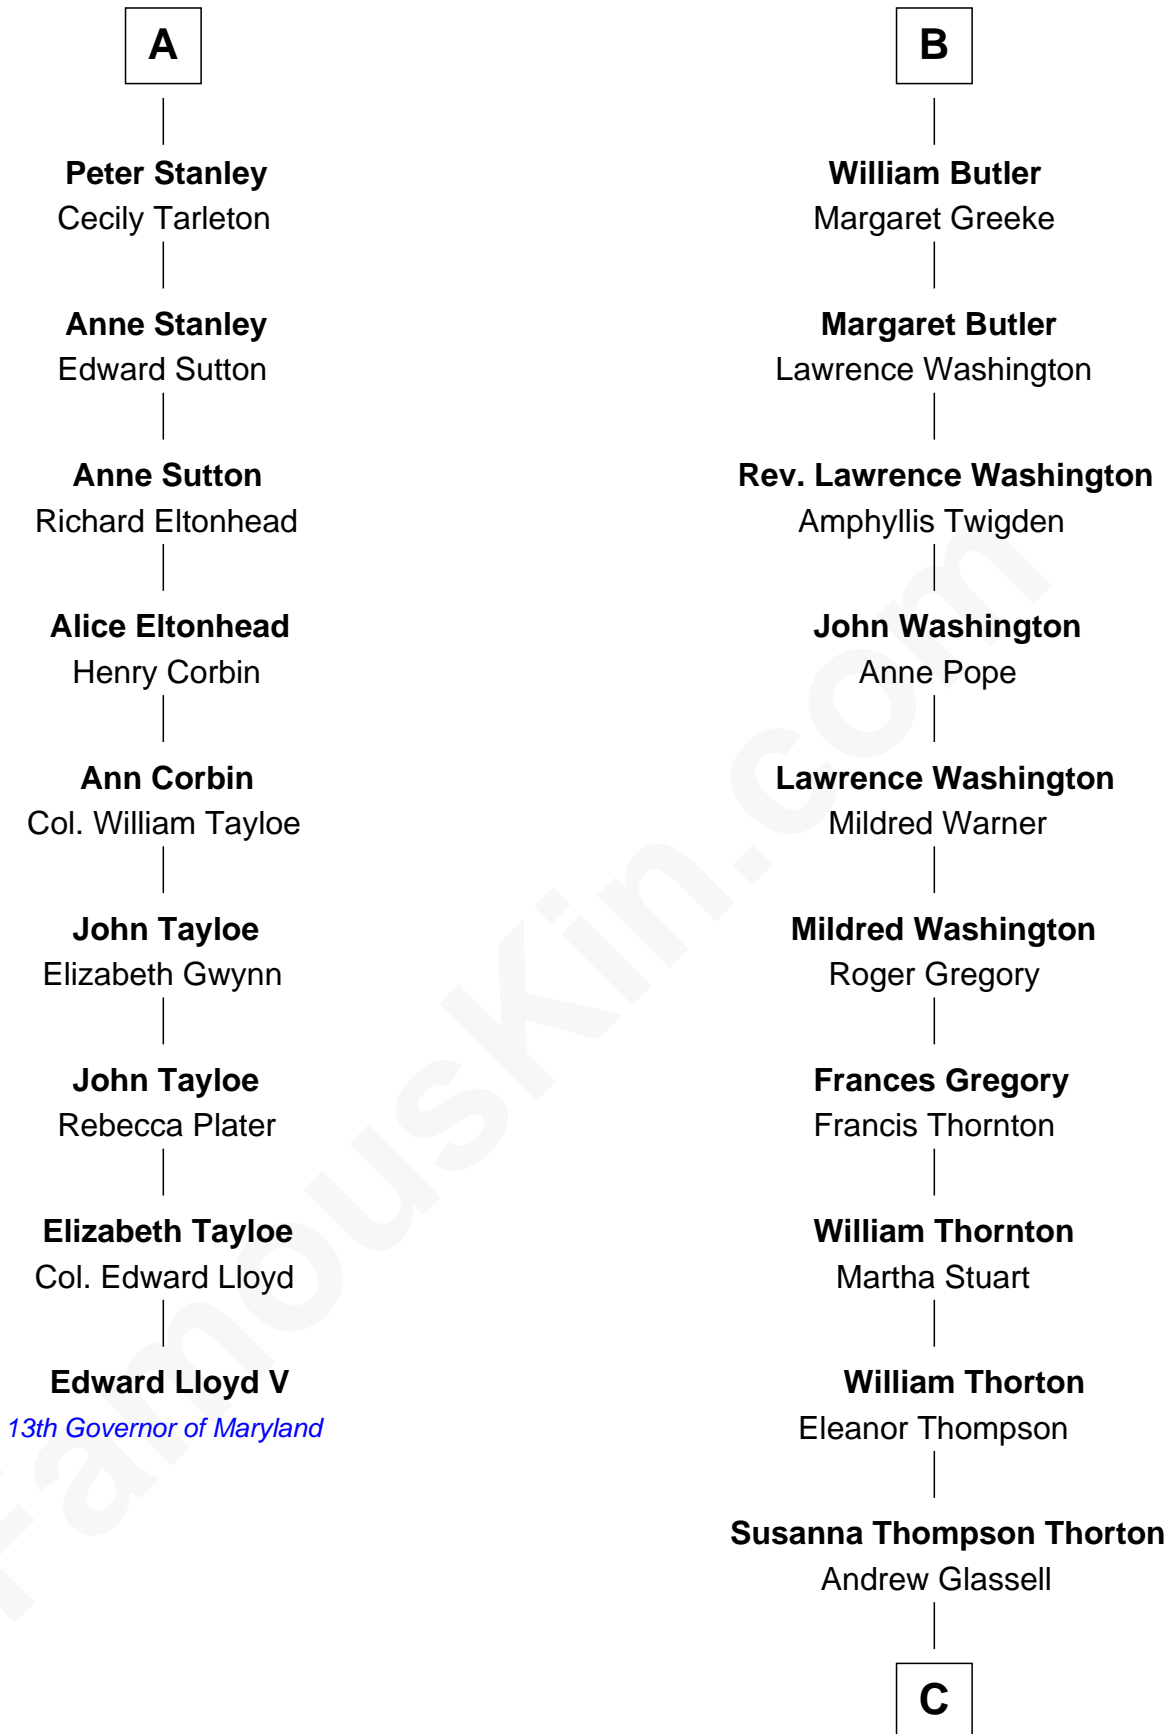 A
Peter Stanley
Cecily Tarleton
Anne Stanley
Edward Sutton
Anne Sutton
Richard Eltonhead
Alice Eltonhead
Henry Corbin
Ann Corbin
Col. William Tayloe
John Tayloe
Elizabeth Gwynn
John Tayloe
Rebecca Plater
Elizabeth Tayloe
Col. Edward Lloyd
Edward Lloyd V
13th Governor of Maryland
B
William Butler
Margaret Greeke
Margaret Butler
Lawrence Washington
Rev. Lawrence Washington
Amphyllis Twigden
John Washington
Anne Pope
Lawrence Washington
Mildred Warner
Mildred Washington
Roger Gregory
Frances Gregory
Francis Thornton
William Thornton
Martha Stuart
William Thorton
Eleanor Thompson
Susanna Thompson Thorton
Andrew Glassell
C
FamousKin.com